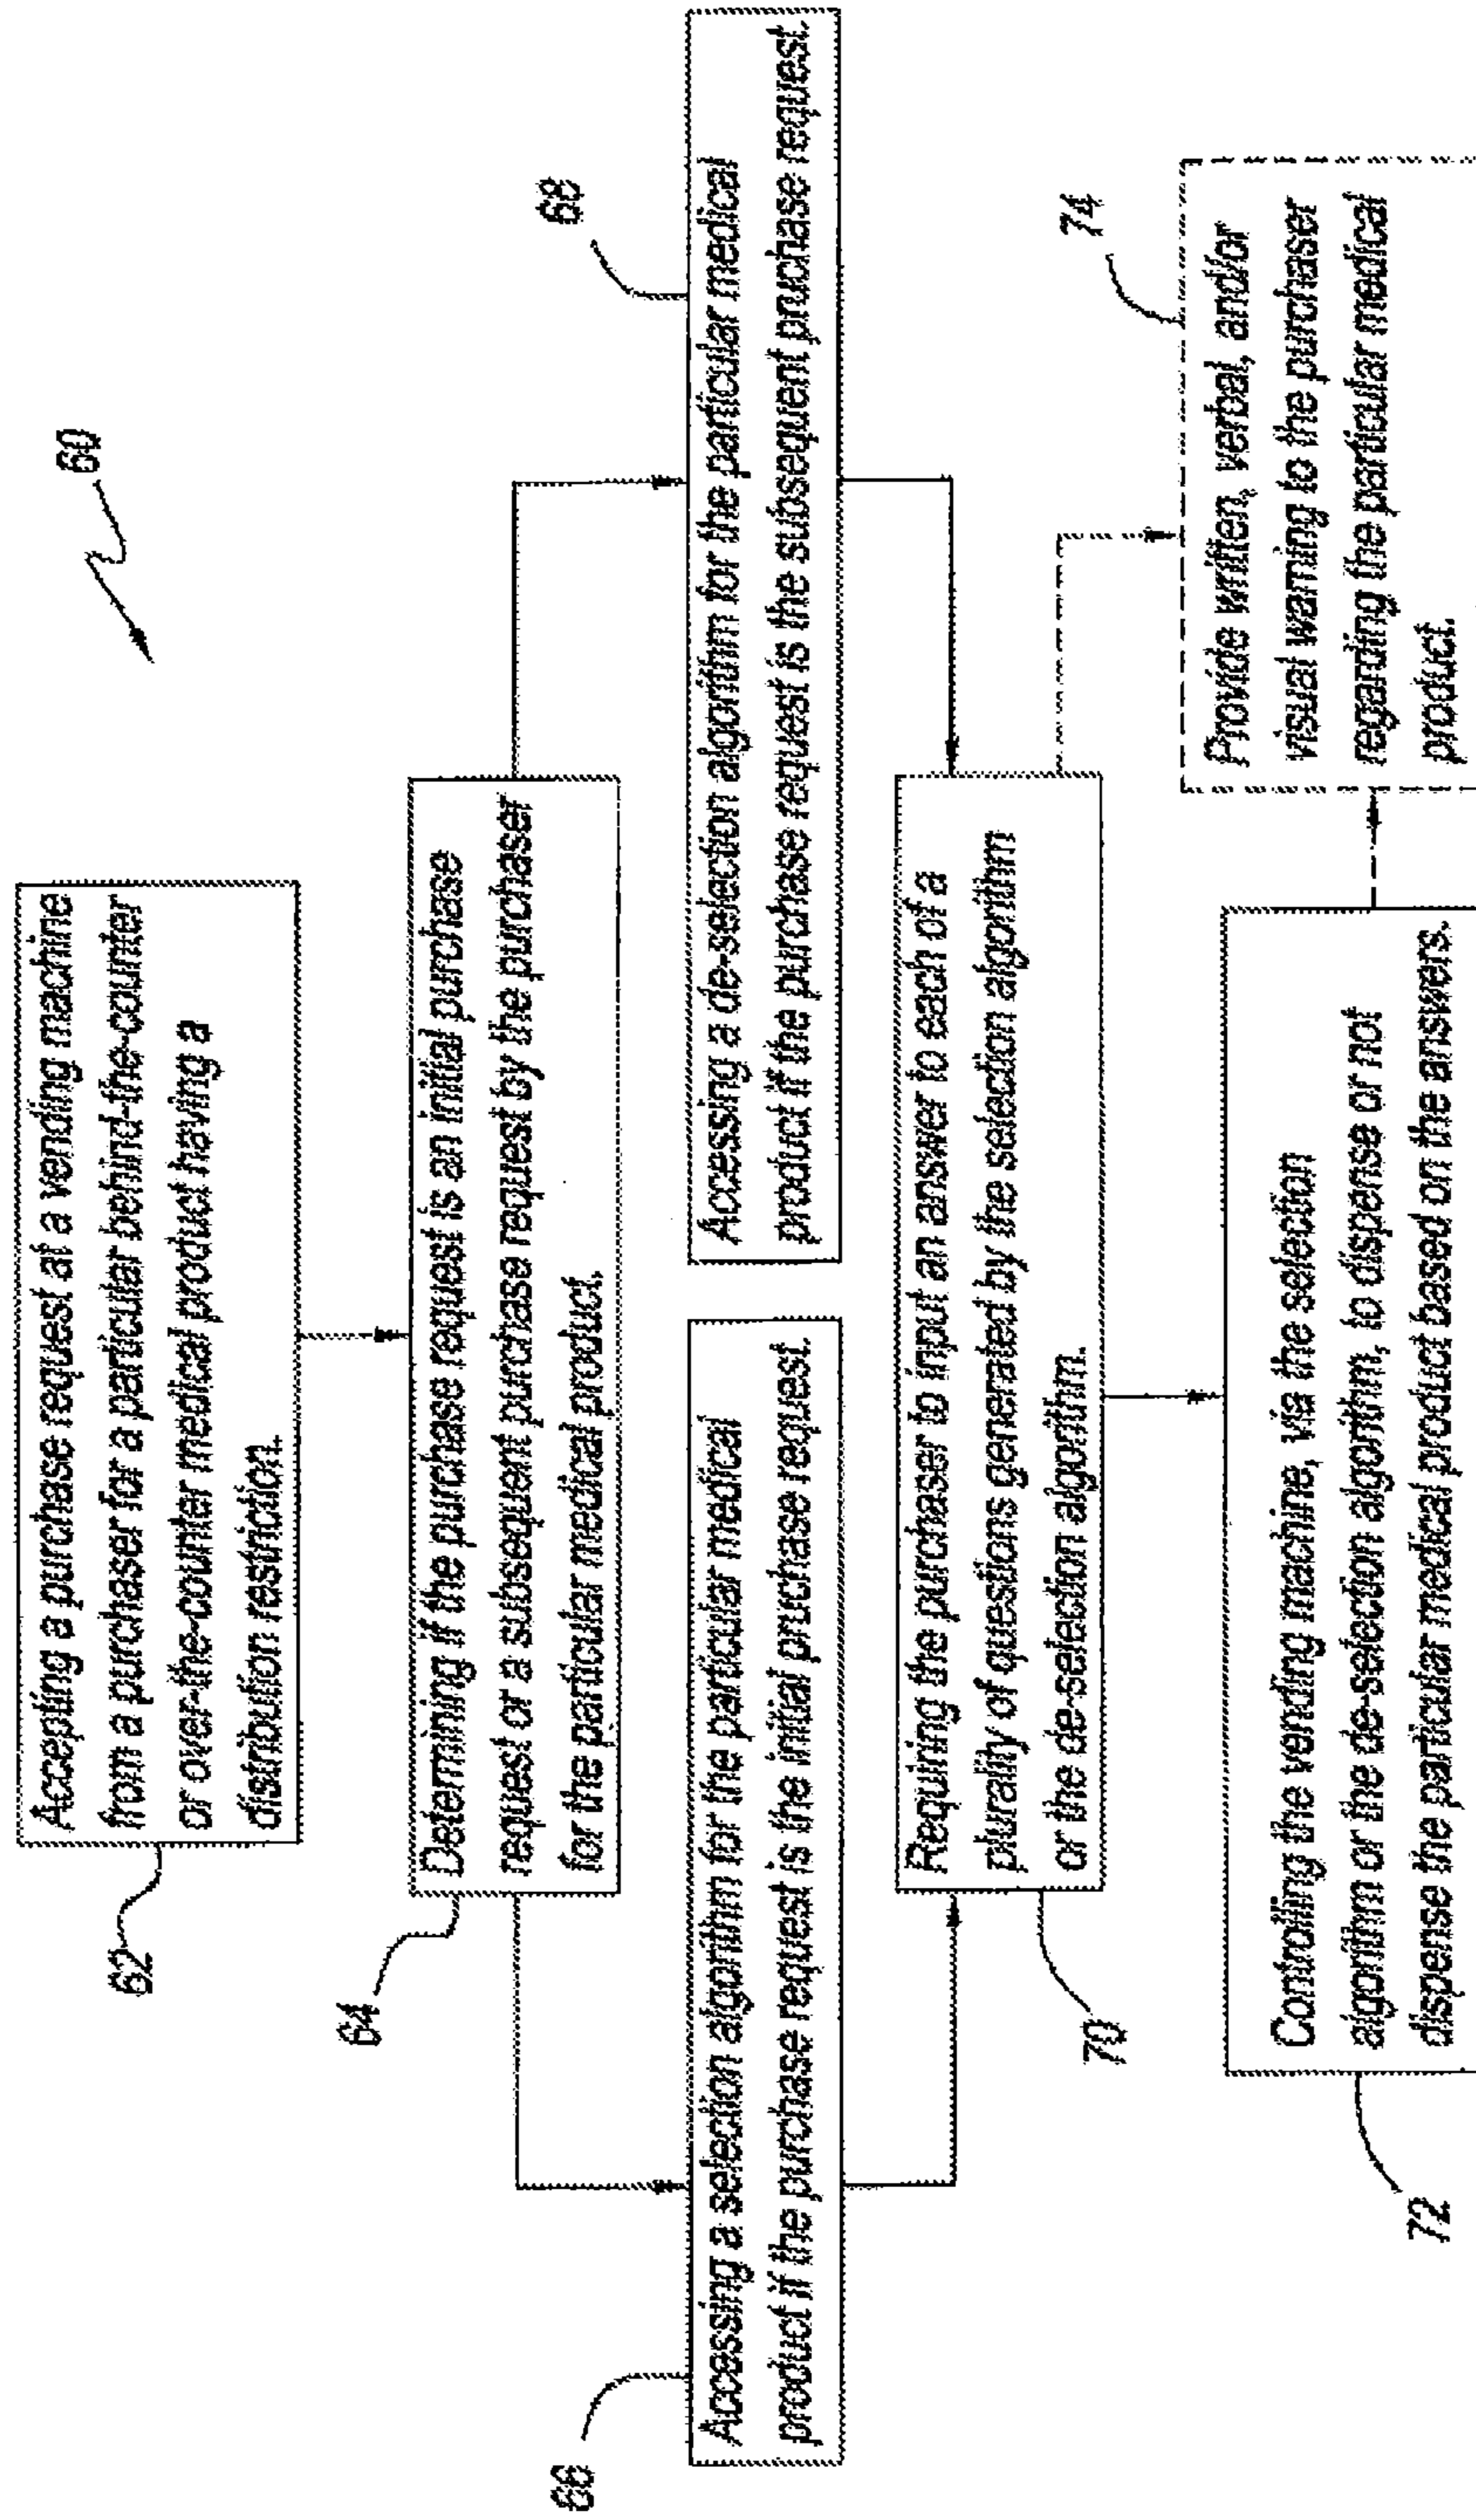 60
62
Accepting a purchase request at a vending machine
from a purchaser for a particular behind-the-counter
or over-the-counter medical product having a
distribution restriction.
64
Determining if the purchase request is an initial purchase
request or a subsequent purchase request by the purchaser
for the particular medical product.
66
Accessing a selection algorithm for the particular medical
product if the purchase request is the initial pruchase request.
68
Accessing a de-selection algorithm for the particular medical
product if the purchase request is the subsequent pruchase request.
70
Requiring the purchaser to input an answer to each of a
plurality of questions generated by the selection algorithm
or the de-selection algorithm.
72
Controlling the vending machine, via the selection
algorithm or the de-selection algorithm, to dispense or not
dispense the particular medical product based on the answers.
74
Provide written, verbal, and/or
visual warning to the purchaser
regarding the particular medical
product.